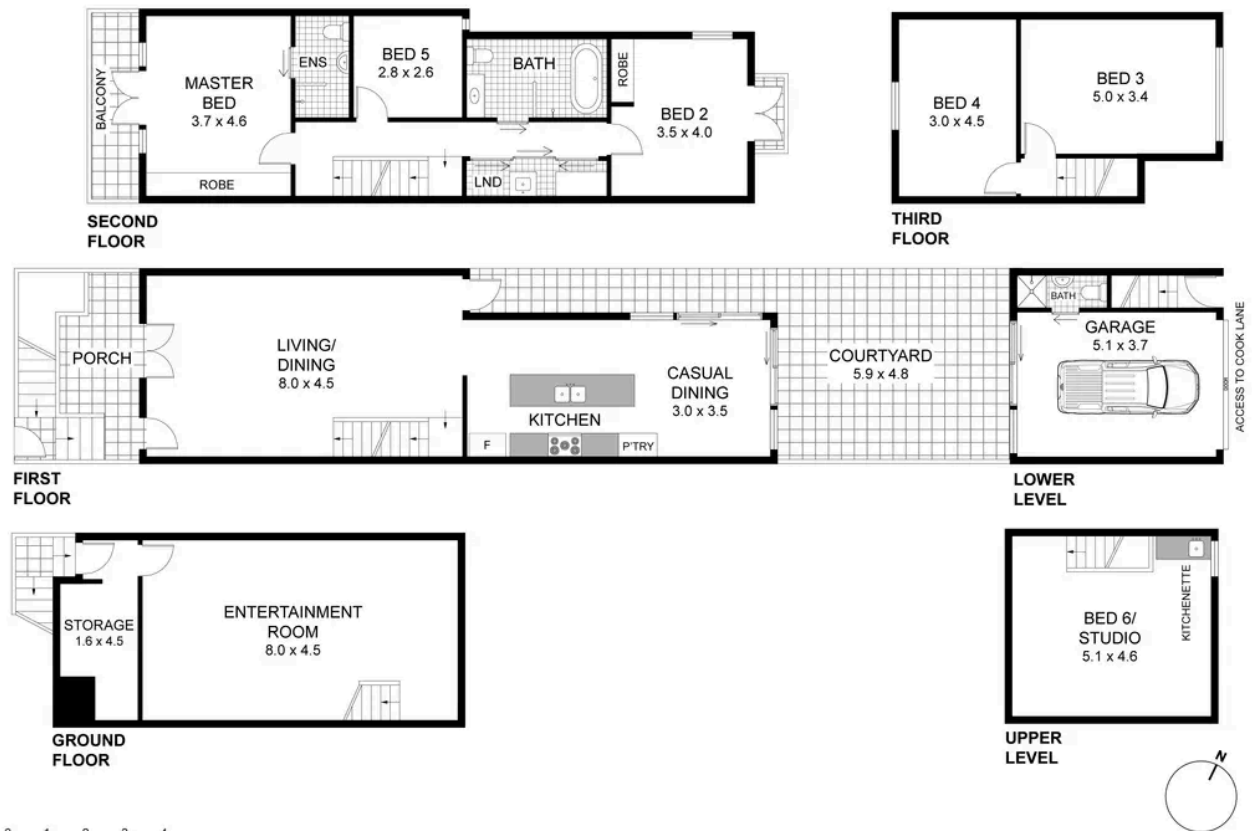 BALCONY
MASTER
BED
3.7 x 4.6
ROBE
ENS
BED 5
2.8 x 2.6
BATH
LND
ROBE
BED 2
3.5 x 4.0
SECOND
FLOOR
BED 4
3.0 x 4.5
BED 3
5.0 x 3.4
THIRD
FLOOR
PORCH
LIVING/
DINING
8.0 x 4.5
KITCHEN
F
P'TRY
CASUAL
DINING
3.0 x 3.5
COURTYARD
5.9 x 4.8
BATH
GARAGE
5.1 x 3.7
ACCESS TO COOK LANE
FIRST
FLOOR
LOWER
LEVEL
STORAGE
1.6 x 4.5
ENTERTAINMENT
ROOM
8.0 x 4.5
GROUND
FLOOR
BED 6/
STUDIO
5.1 x 4.6
KITCHENETTE
UPPER
LEVEL
N